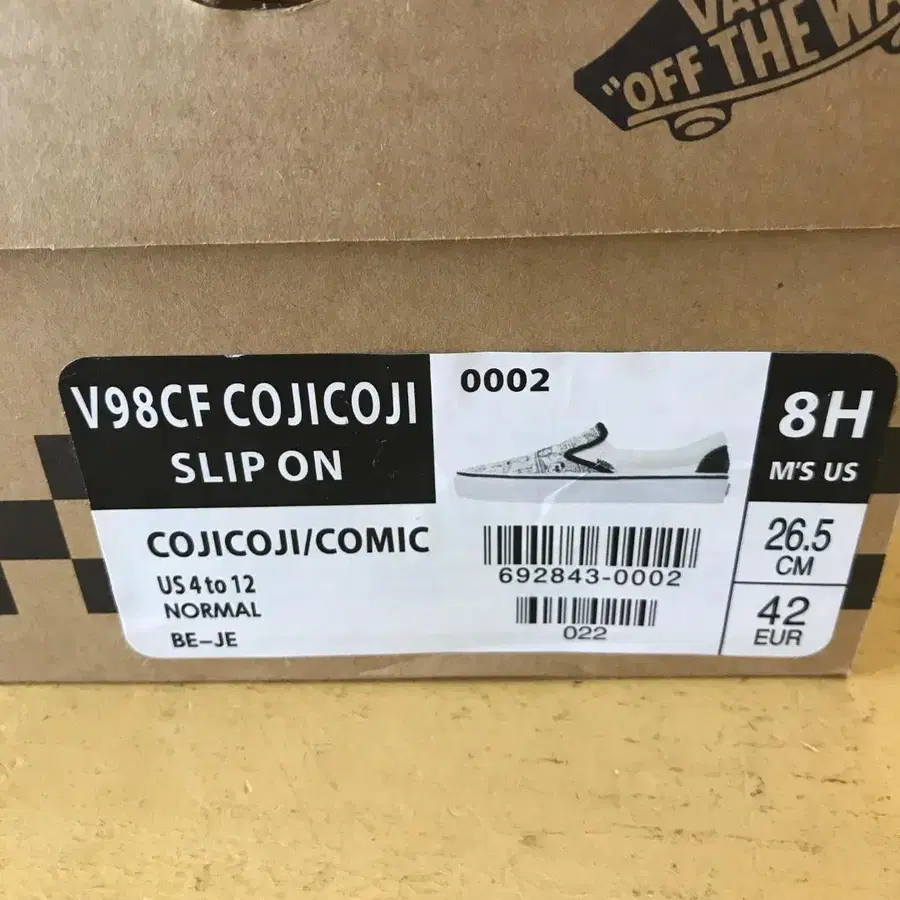 "OFF THE WA
V98CF COJICOJI
SLIP ON
0002
8H
M'S US
COJICOJI/COMIC
US 4 to 12
NORMAL
BE-JE
692843-0002
022
26.5
CM
42
EUR